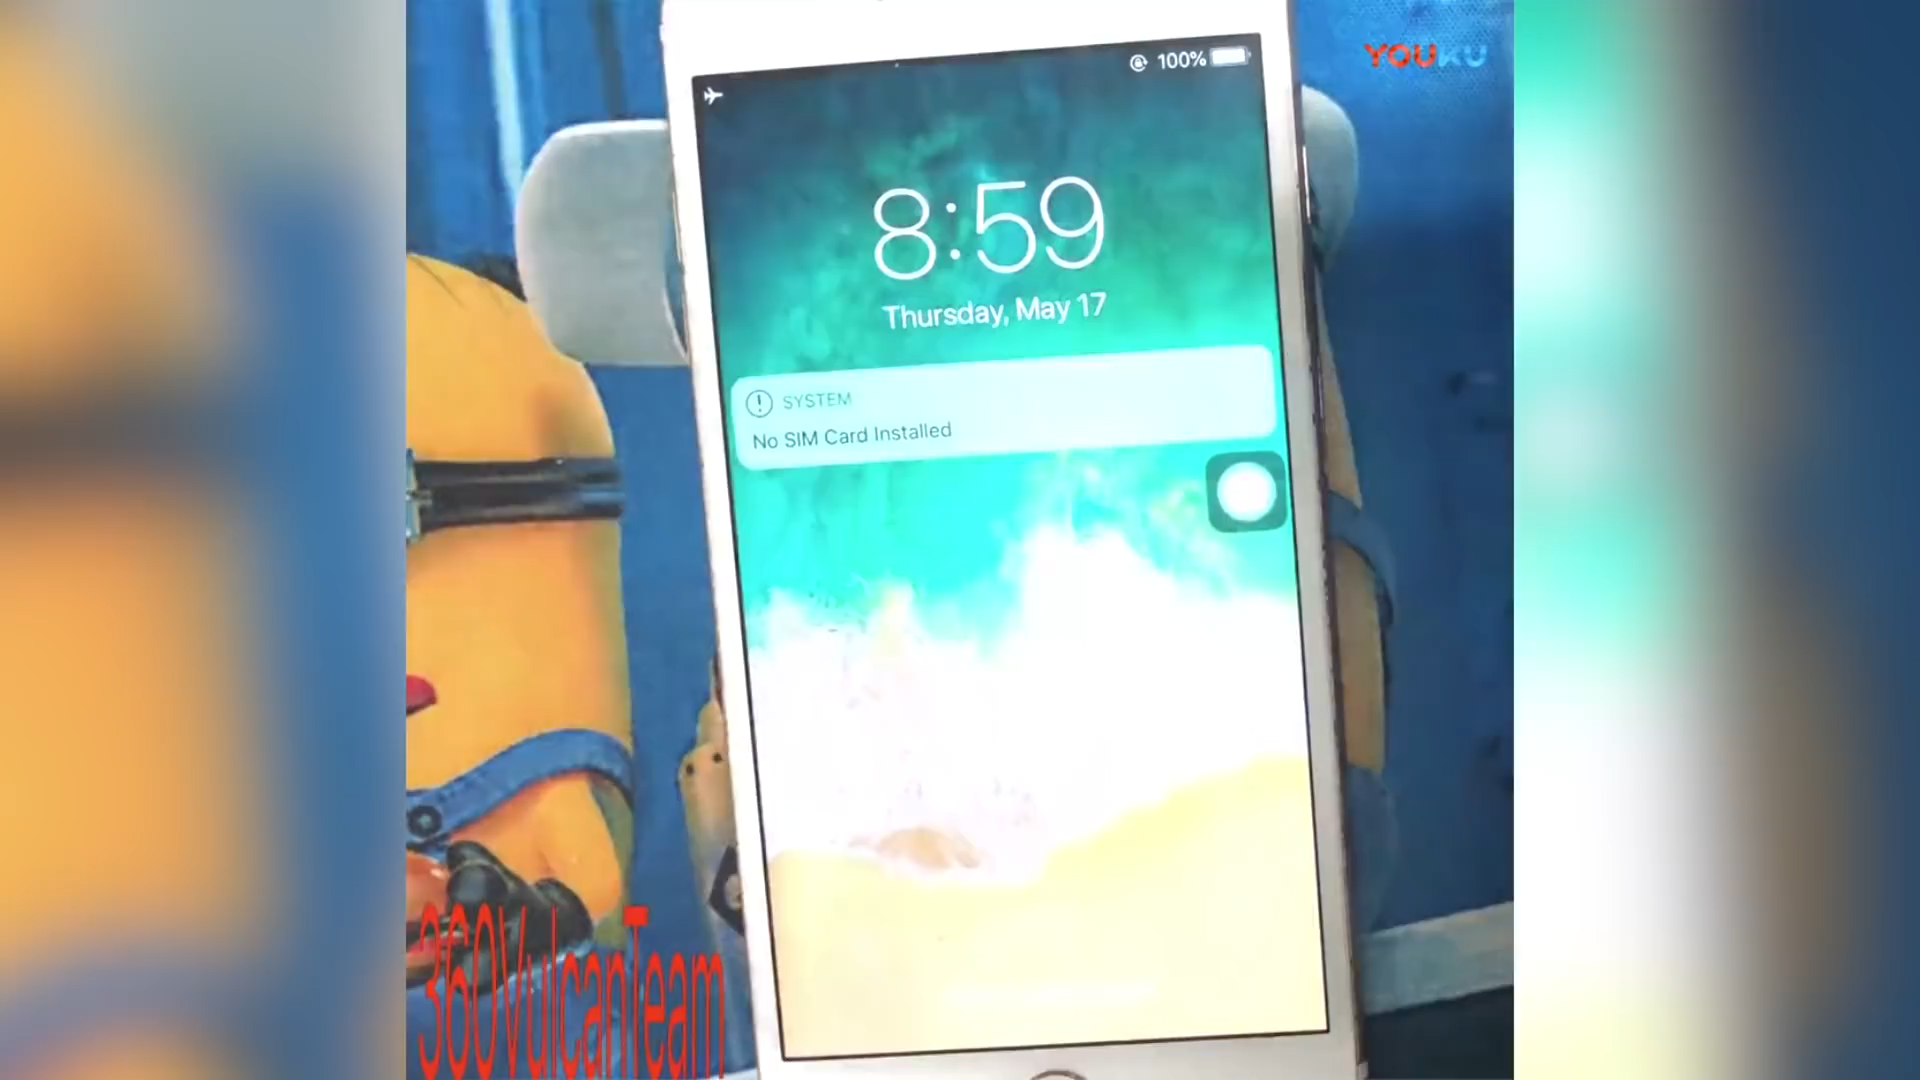 YOUKU
100%
8:59
Thursday, May 17
SYSTEM
No SIM Card Installed
360VulcanTeam